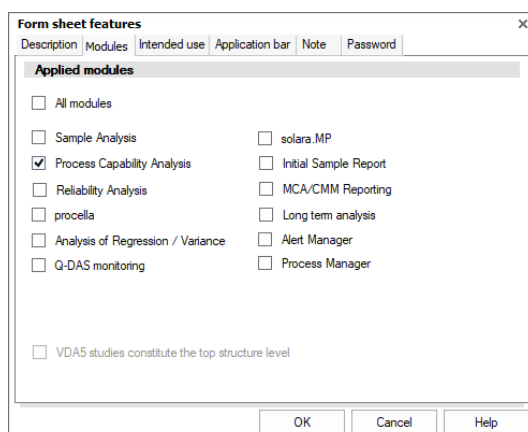 Form sheet features
Description Modules Intended use Application bar Note Password
Applied modules
All modules
Sample Analysis
Process Capability Analysis
Reliability Analysis
procella
Analysis of Regression / Variance
Q-DAS monitoring
solara.MP
Initial Sample Report
MCA/CMM Reporting
Long term analysis
Alert Manager
Process Manager
VDA5 studies constitute the top structure level
OK Cancel Help